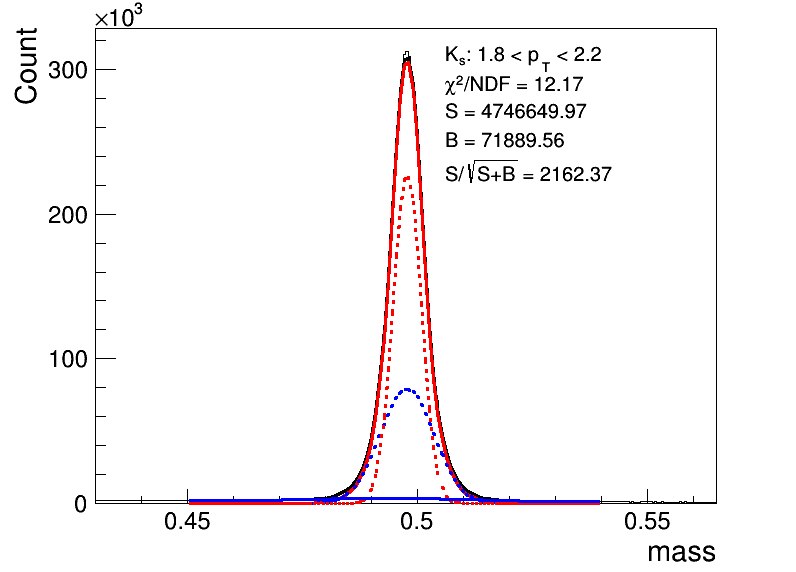 ×10³
Count
300
200
100
0
0.45
0.5
0.55
mass
Kₛ: 1.8 < p_T < 2.2
χ²/NDF = 12.17
S = 4746649.97
B = 71889.56
S/√S+B = 2162.37